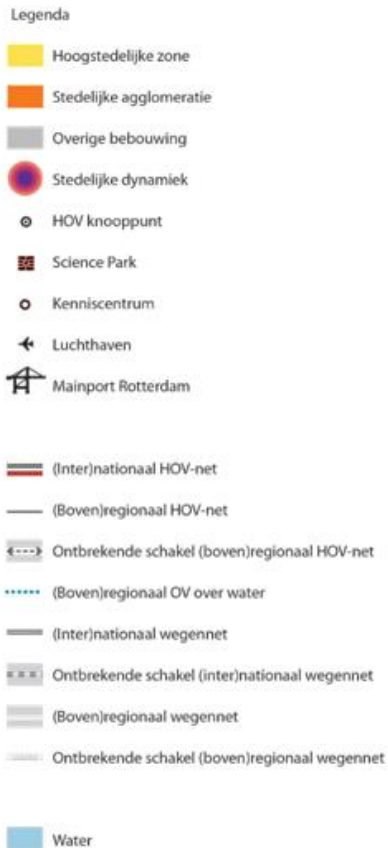 Legenda
Hoogstedelijke zone
Stedelijke agglomeratie
Overige bebouwing
Stedelijke dynamiek
HOV knooppunt
Science Park
Kenniscentrum
Luchthaven
Mainport Rotterdam
(Inter)nationaal HOV-net
(Boven)regionaal HOV-net
Ontbrekende schakel (boven)regionaal HOV-net
(Boven)regionaal OV over water
(Inter)nationaal wegennet
Ontbrekende schakel (inter)nationaal wegennet
(Boven)regionaal wegennet
Ontbrekende schakel (boven)regionaal wegennet
Water